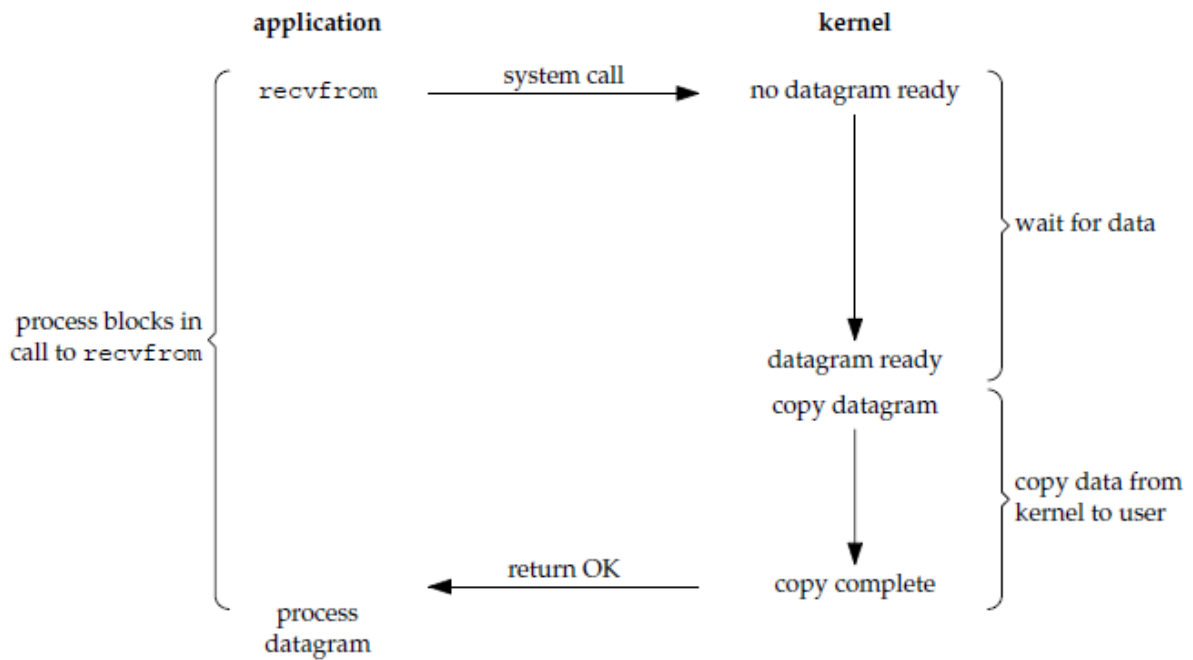 application
kernel
recvfrom
system call
no datagram ready
wait for data
process blocks in
call to recvfrom
datagram ready
copy datagram
copy data from
kernel to user
return OK
copy complete
process
datagram